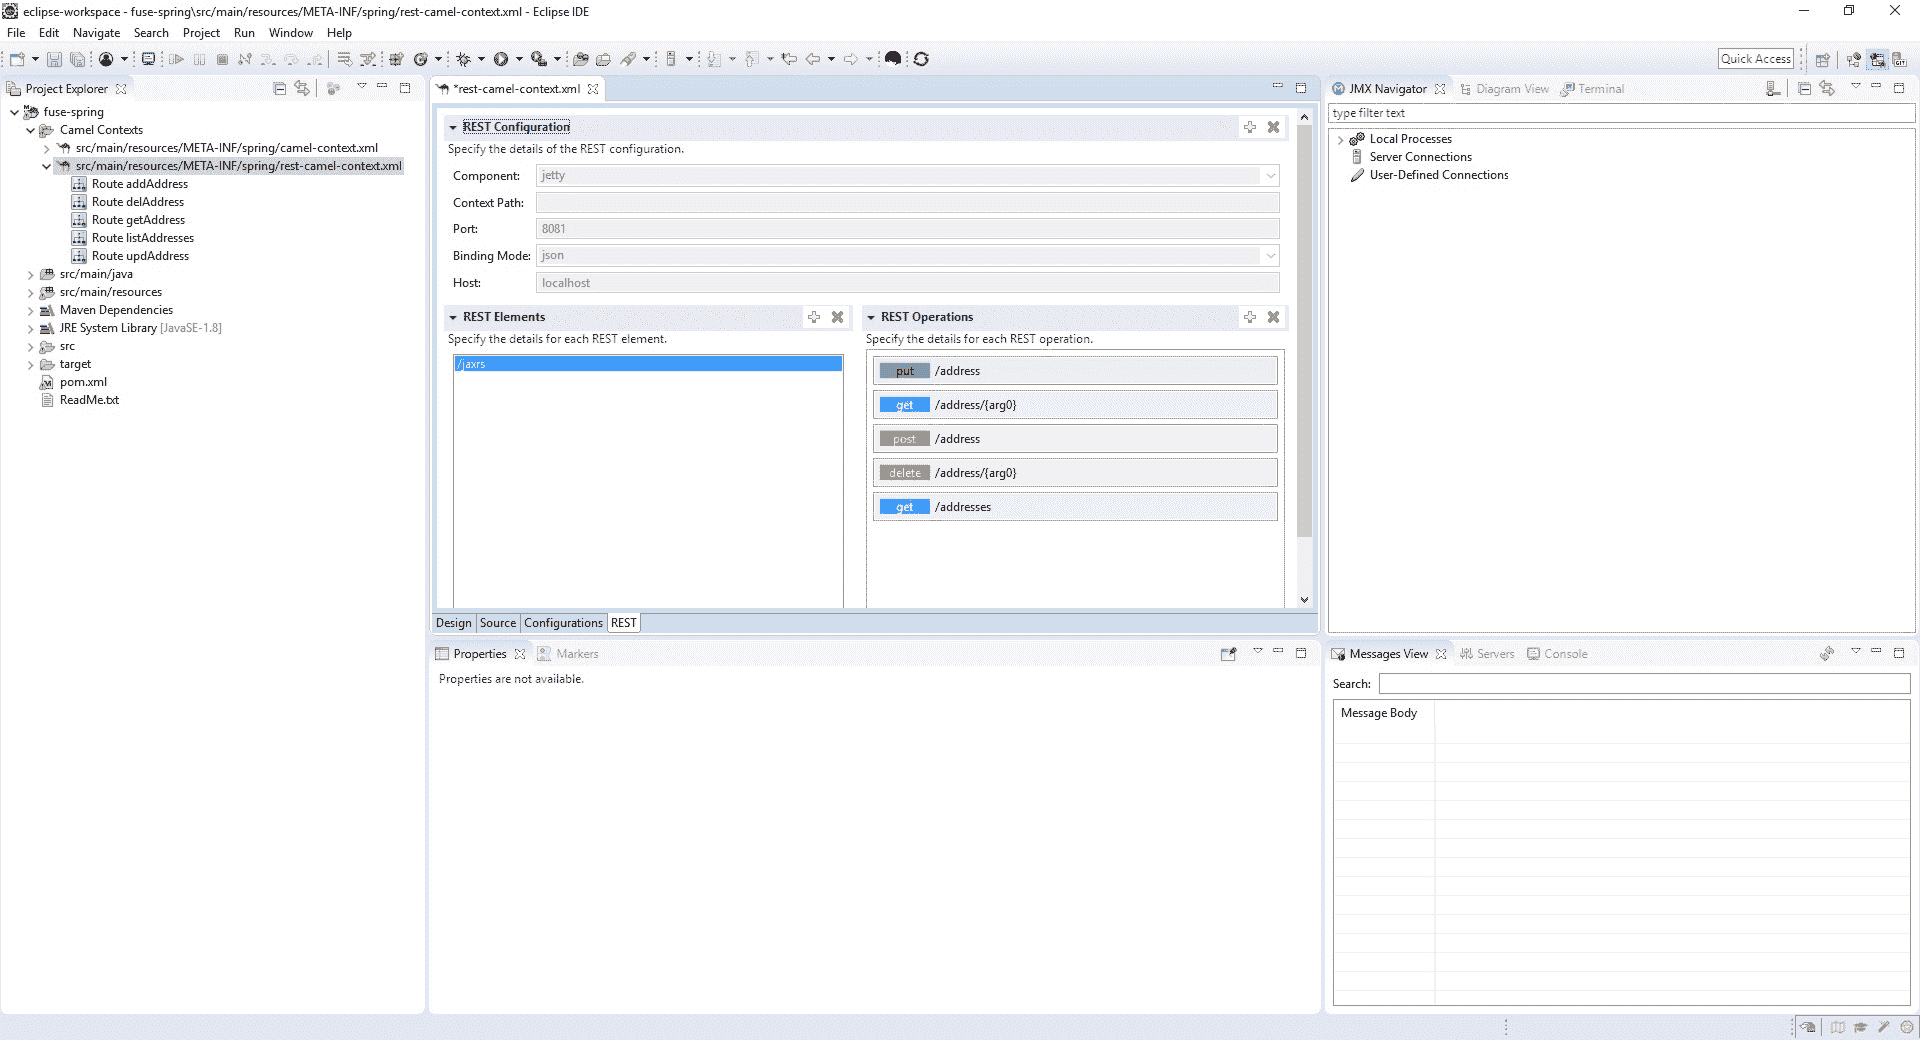 eclipse-workspace - fuse-spring\src/main/resources/META-INF/spring/rest-camel-context.xml - Eclipse IDE
File Edit Navigate Search Project Run Window Help
Quick Access
Project Explorer
fuse-spring
Camel Contexts
src/main/resources/META-INF/spring/camel-context.xml
src/main/resources/META-INF/spring/rest-camel-context.xml
Route addAddress
Route delAddress
Route getAddress
Route listAddresses
Route updAddress
src/main/java
src/main/resources
Maven Dependencies
JRE System Library [JavaSE-1.8]
src
target
pom.xml
ReadMe.txt
*rest-camel-context.xml
REST Configuration
Specify the details of the REST configuration.
Component: jetty
Context Path:
Port: 8081
Binding Mode: json
Host: localhost
REST Elements
Specify the details for each REST element.
/jaxrs
REST Operations
Specify the details for each REST operation.
put /address
get /address/{arg0}
post /address
delete /address/{arg0}
get /addresses
Design Source Configurations REST
Properties Markers
Properties are not available.
JMX Navigator Diagram View Terminal
type filter text
Local Processes
Server Connections
User-Defined Connections
Messages View Servers Console
Search:
Message Body